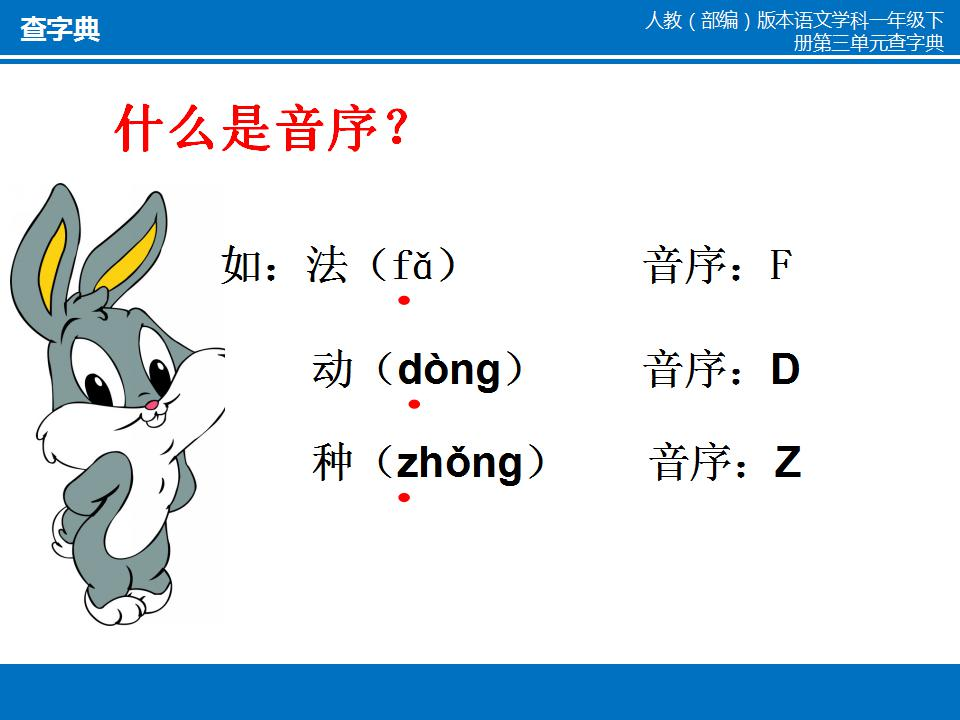 查字典
人教（部编）版本语文学科一年级下
册第三单元查字典
什么是音序？
如：法（fǎ） 音序：F
动（dòng） 音序：D
种（zhǒng） 音序：Z